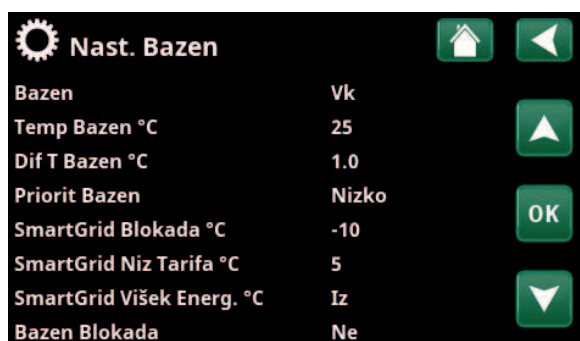 Nast. Bazen
Bazen Vk
Temp Bazen °C 25
Dif T Bazen °C 1.0
Priorit Bazen Nizko
OK
SmartGrid Blokada °C -10
SmartGrid Niz Tarifa °C 5
SmartGrid Višek Energ. °C Iz
Bazen Blokada Ne